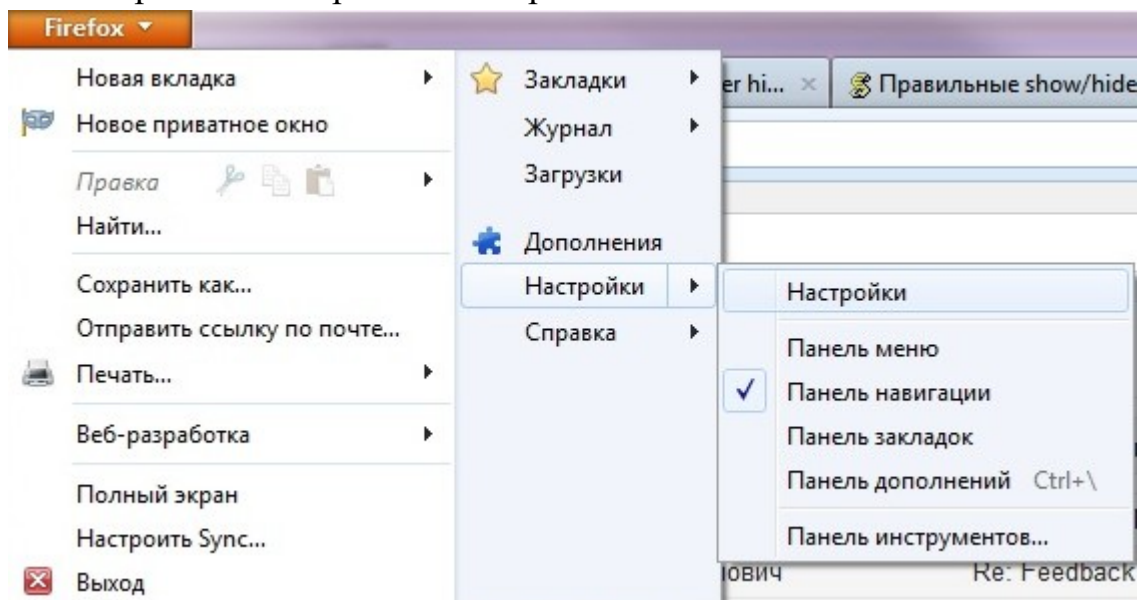 Firefox
Новая вкладка
Новое приватное окно
Правка
Найти...
Сохранить как...
Отправить ссылку по почте...
Печать...
Веб-разработка
Полный экран
Настроить Sync...
Выход
Закладки
Журнал
Загрузки
Дополнения
Настройки
Справка
er hi...
Правильные show/hide
Настройки
Панель меню
Панель навигации
Панель закладок
Панель дополнений Ctrl+\
Панель инструментов...
ович
Re: Feedback